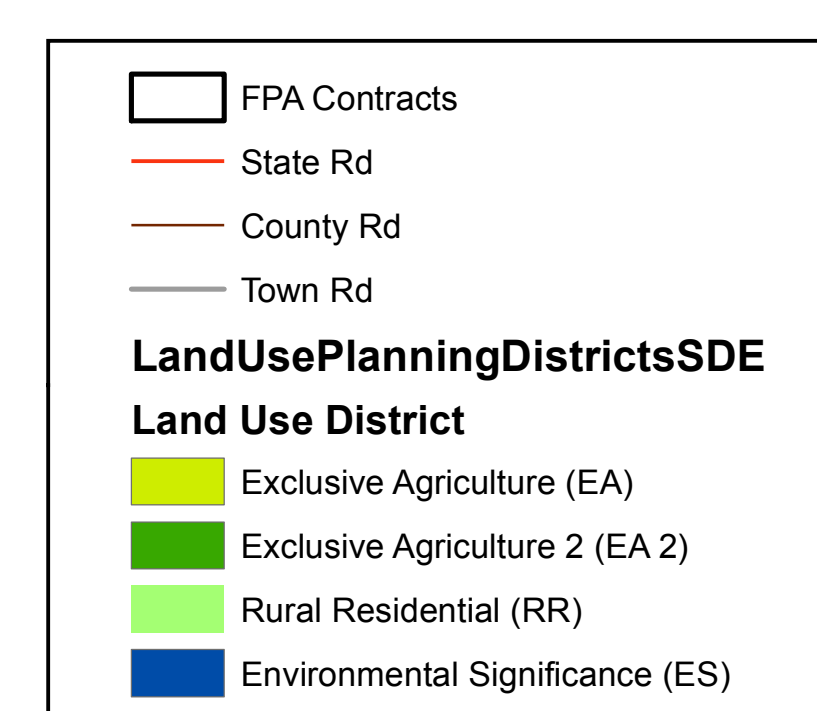 FPA Contracts
State Rd
County Rd
Town Rd
LandUsePlanningDistrictsSDE
Land Use District
Exclusive Agriculture (EA)
Exclusive Agriculture 2 (EA 2)
Rural Residential (RR)
Environmental Significance (ES)